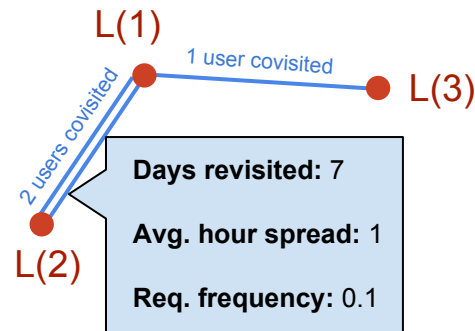 L(1)
1 user covisited
L(3)
2 users covisited
Days revisited: 7
Avg. hour spread: 1
L(2)
Req. frequency: 0.1